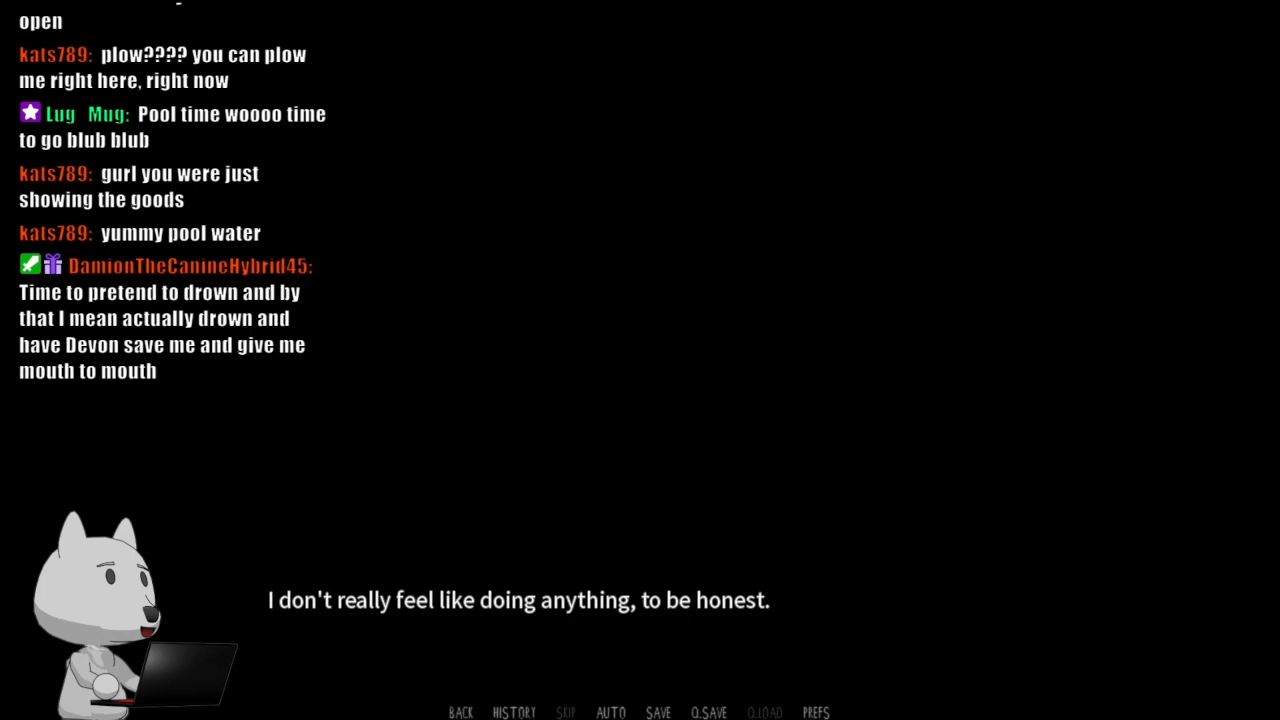 open
kats789: plow???? you can plow
me right here, right now
Lug_Mug: Pool time woooo time
to go blub blub
kats789: gurl you were just
showing the goods
kats789: yummy pool water
DamionTheCanineHybrid45:
Time to pretend to drown and by
that I mean actually drown and
have Devon save me and give me
mouth to mouth
I don't really feel like doing anything, to be honest.
BACK HISTORY SKIP AUTO SAVE Q.SAVE Q.LOAD PREFS